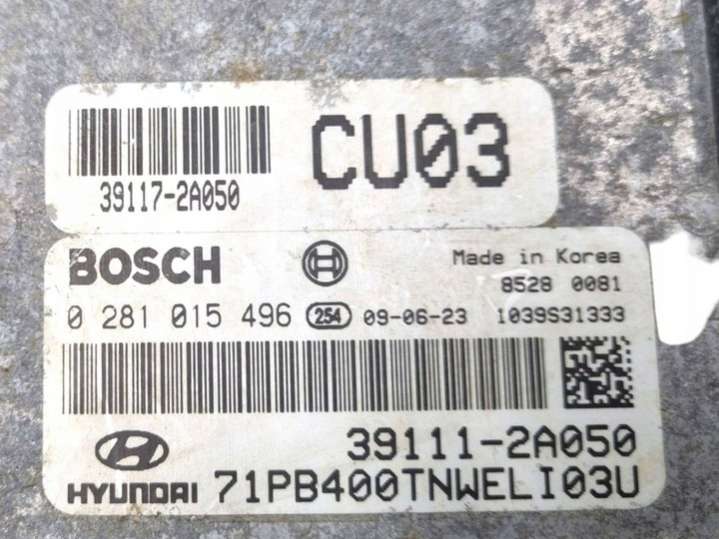 CU03
39117-2A050
BOSCH
Made in Korea
8528 0081
0 281 015 496 254 09-06-23 1039S31333
39111-2A050
HYUNDAI 71PB400TNWELI03U